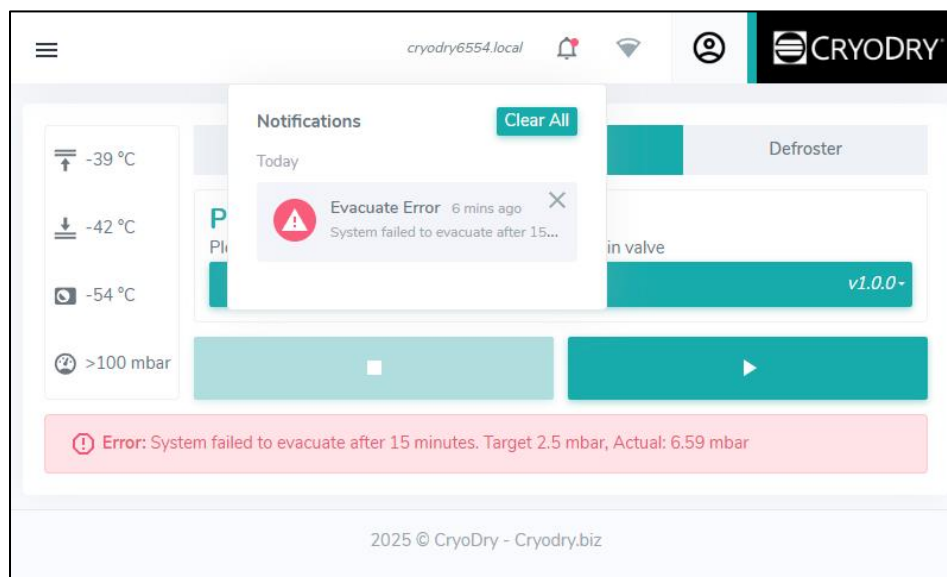 cryodry6554.local
CRYODRY
Notifications
Clear All
Today
Evacuate Error 6 mins ago
System failed to evacuate after 15...
-39 °C
-42 °C
-54 °C
>100 mbar
Defroster
in valve
v1.0.0
Error: System failed to evacuate after 15 minutes. Target 2.5 mbar, Actual: 6.59 mbar
2025 © CryoDry - Cryodry.biz